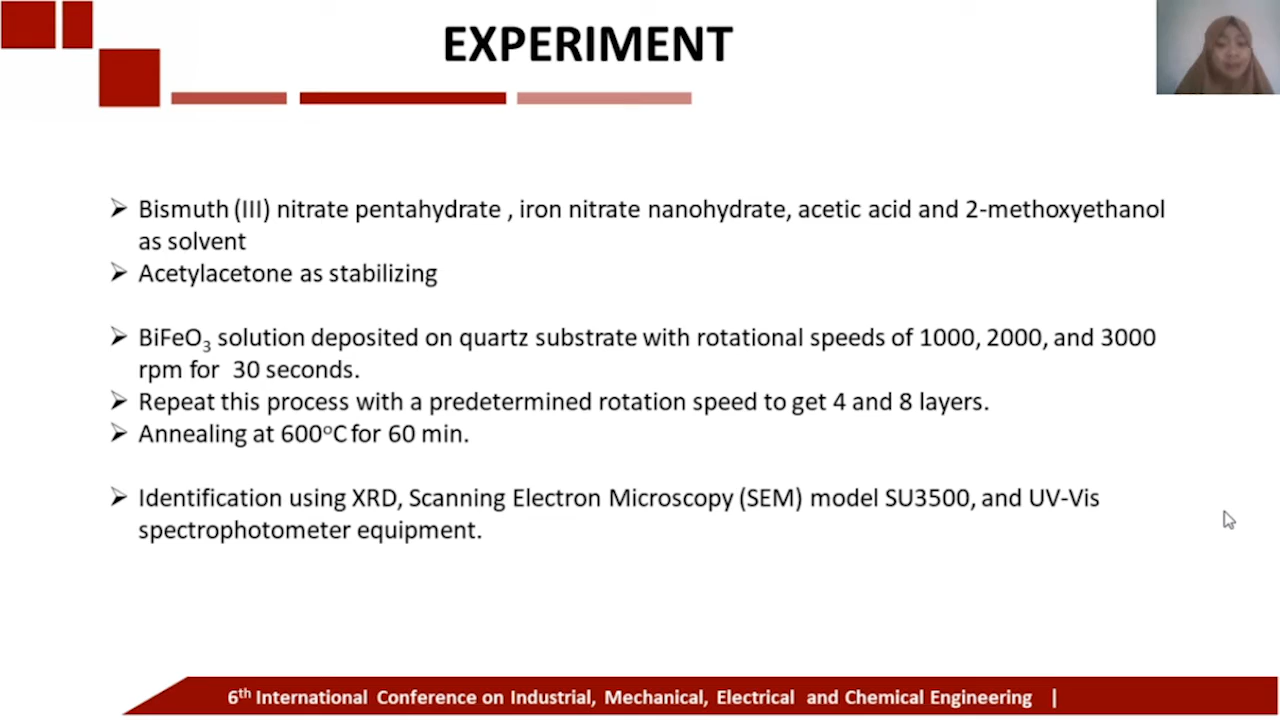 EXPERIMENT
➢ Bismuth (III) nitrate pentahydrate , iron nitrate nanohydrate, acetic acid and 2-methoxyethanol
as solvent
➢ Acetylacetone as stabilizing
➢ BiFeO₃ solution deposited on quartz substrate with rotational speeds of 1000, 2000, and 3000
rpm for 30 seconds.
➢ Repeat this process with a predetermined rotation speed to get 4 and 8 layers.
➢ Annealing at 600°C for 60 min.
➢ Identification using XRD, Scanning Electron Microscopy (SEM) model SU3500, and UV-Vis
spectrophotometer equipment.
6th International Conference on Industrial, Mechanical, Electrical and Chemical Engineering |